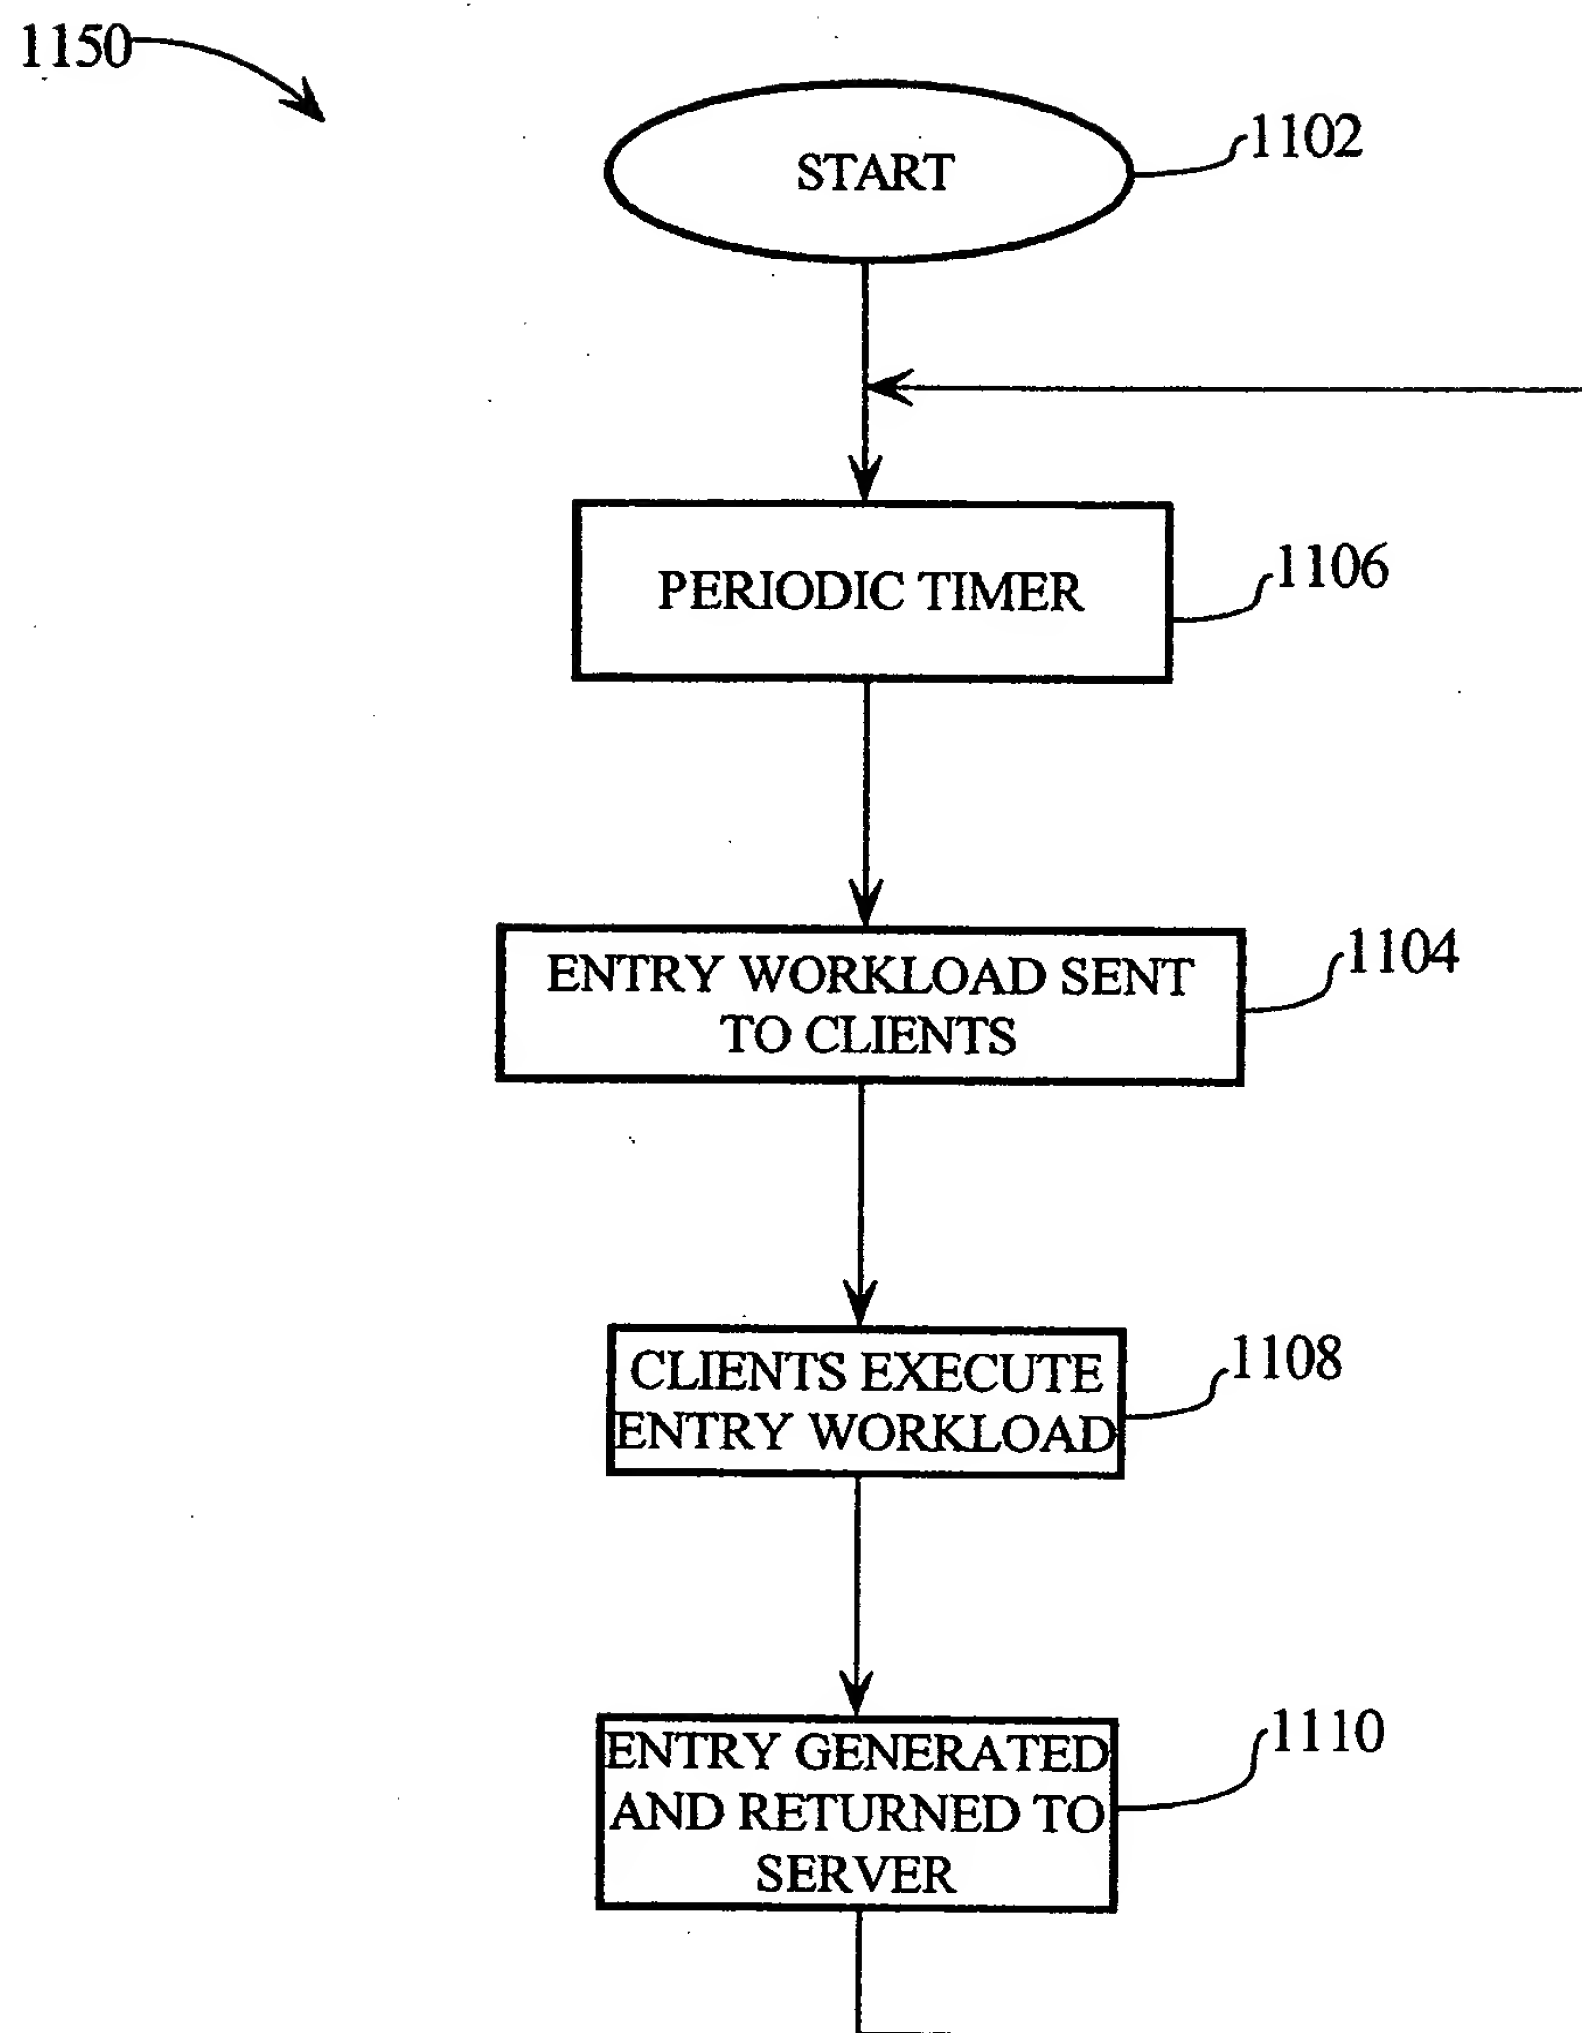 1150
START
1102
PERIODIC TIMER
1106
ENTRY WORKLOAD SENT
TO CLIENTS
1104
CLIENTS EXECUTE
ENTRY WORKLOAD
1108
ENTRY GENERATED
AND RETURNED TO
SERVER
1110